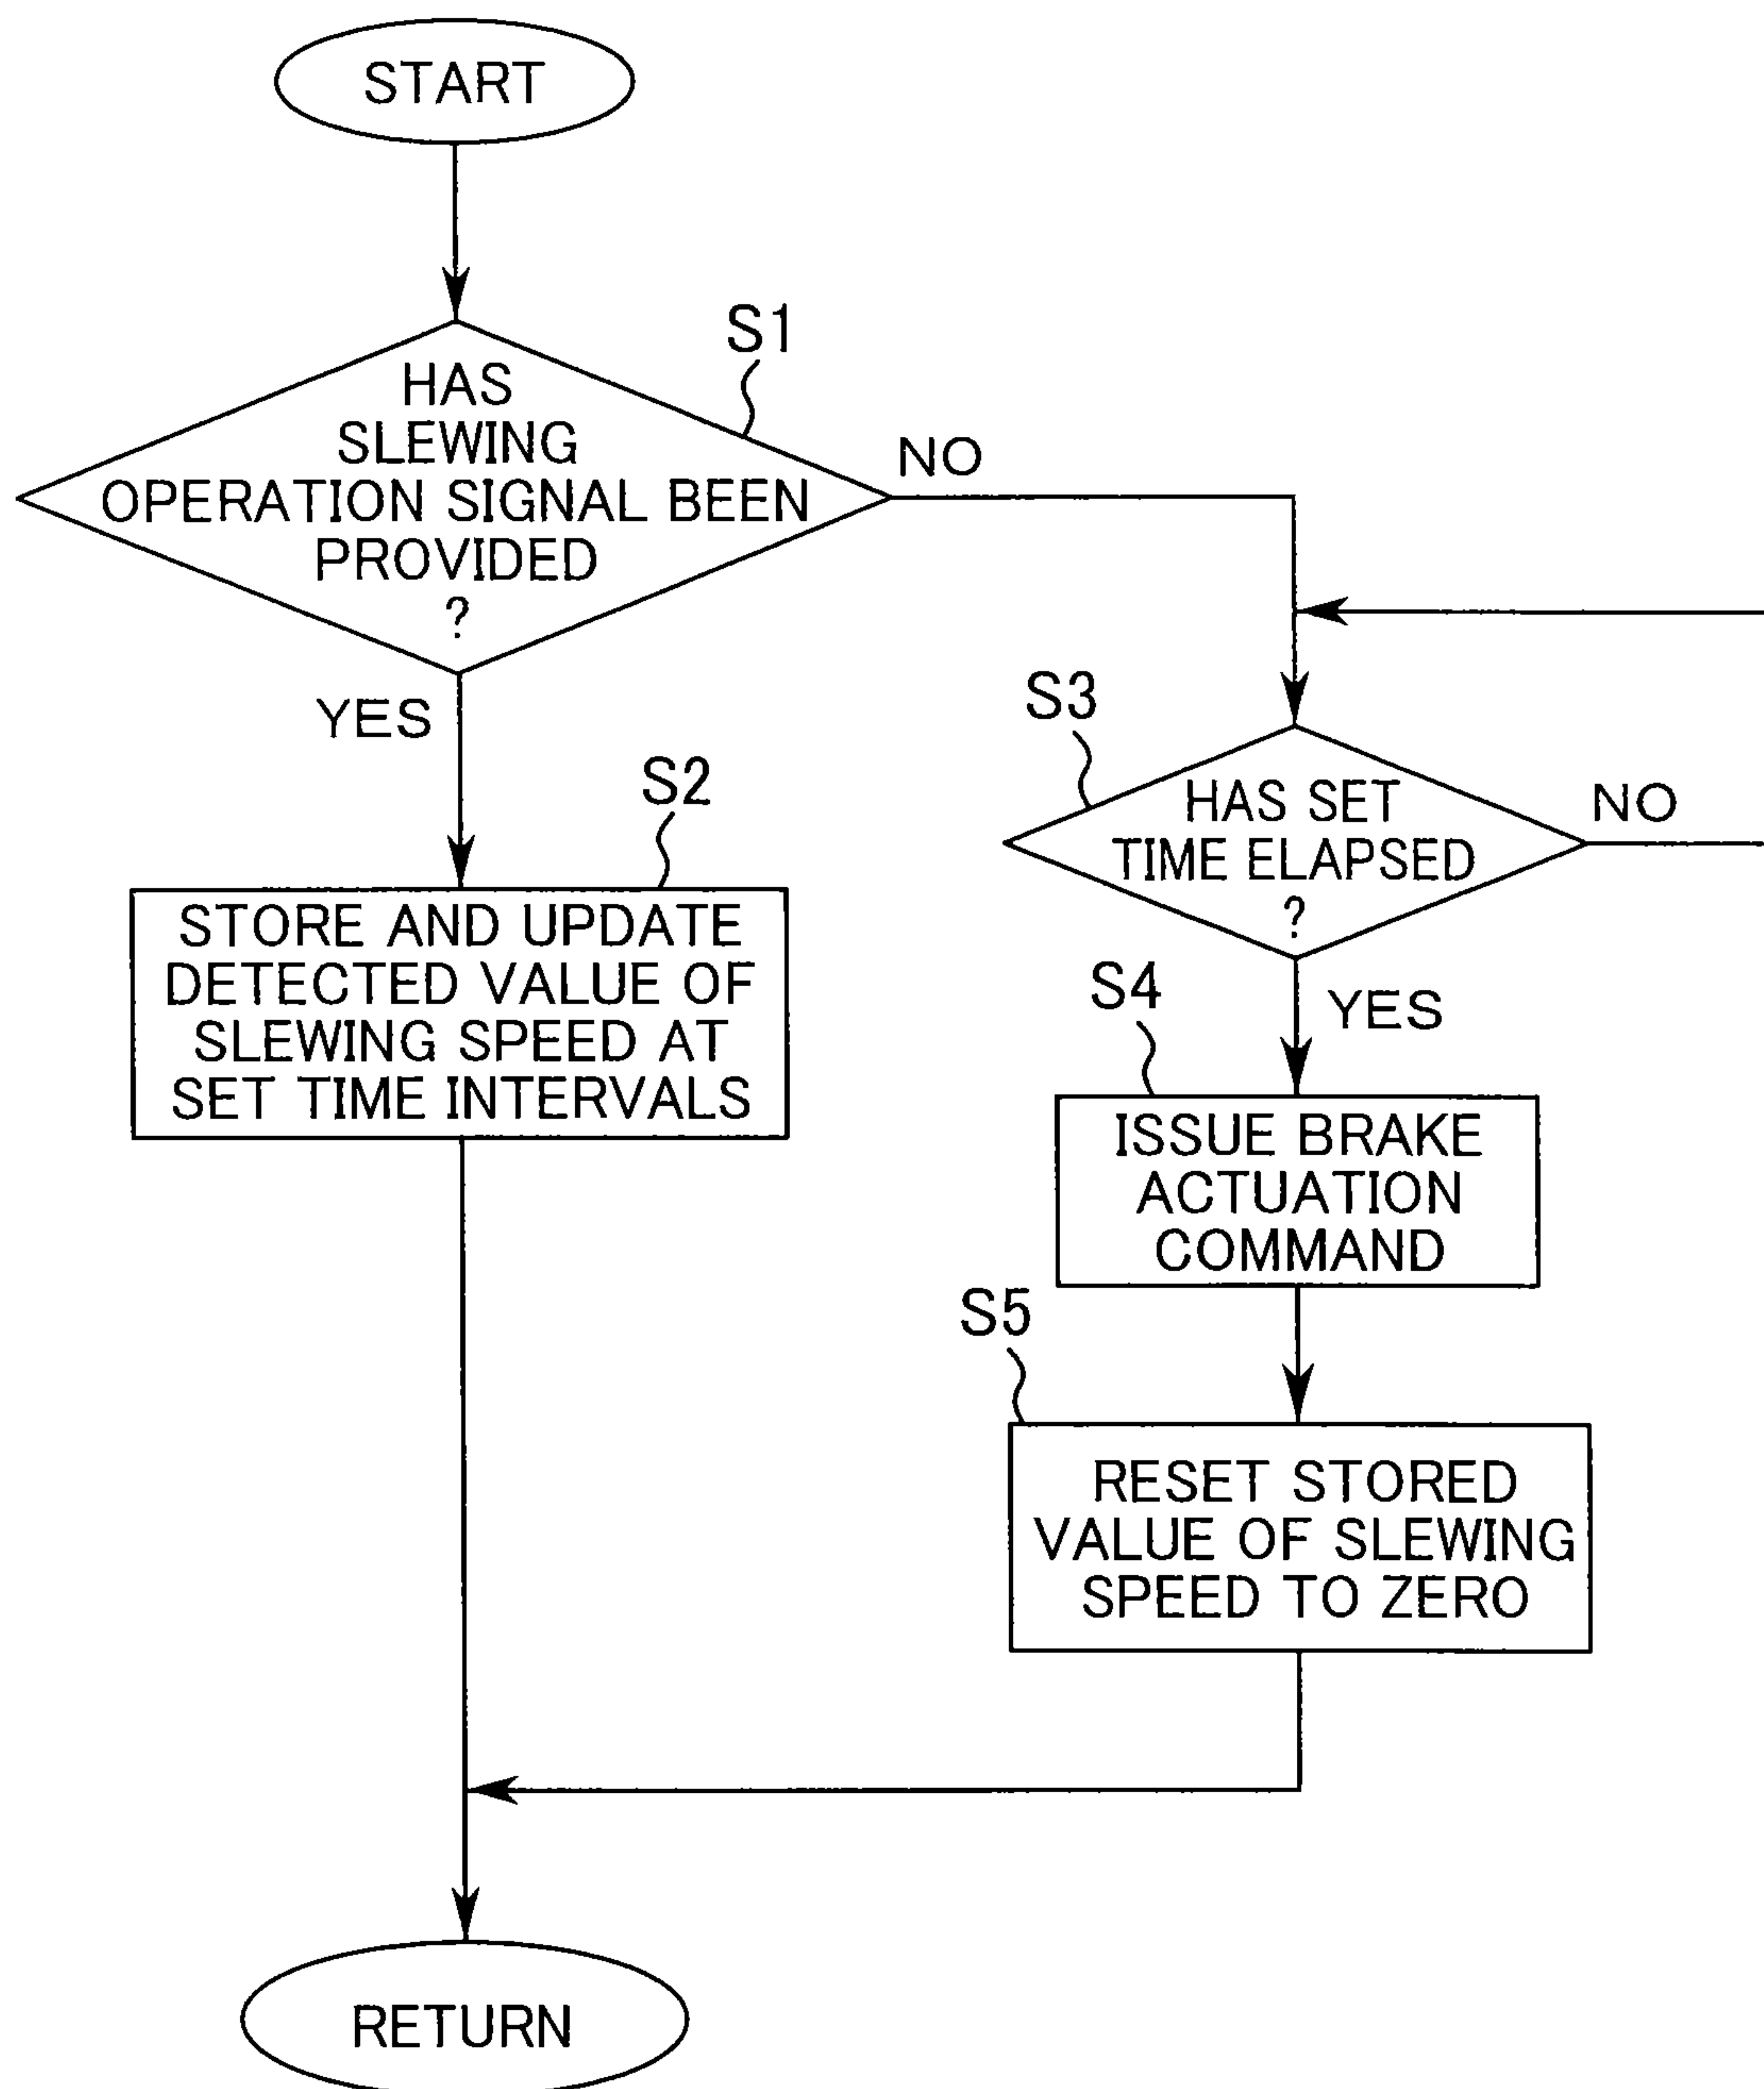 START
S1
HAS
SLEWING
OPERATION SIGNAL BEEN
PROVIDED
?
NO
YES
S2
STORE AND UPDATE
DETECTED VALUE OF
SLEWING SPEED AT
SET TIME INTERVALS
S3
HAS SET
TIME ELAPSED
?
NO
YES
S4
ISSUE BRAKE
ACTUATION
COMMAND
S5
RESET STORED
VALUE OF SLEWING
SPEED TO ZERO
RETURN